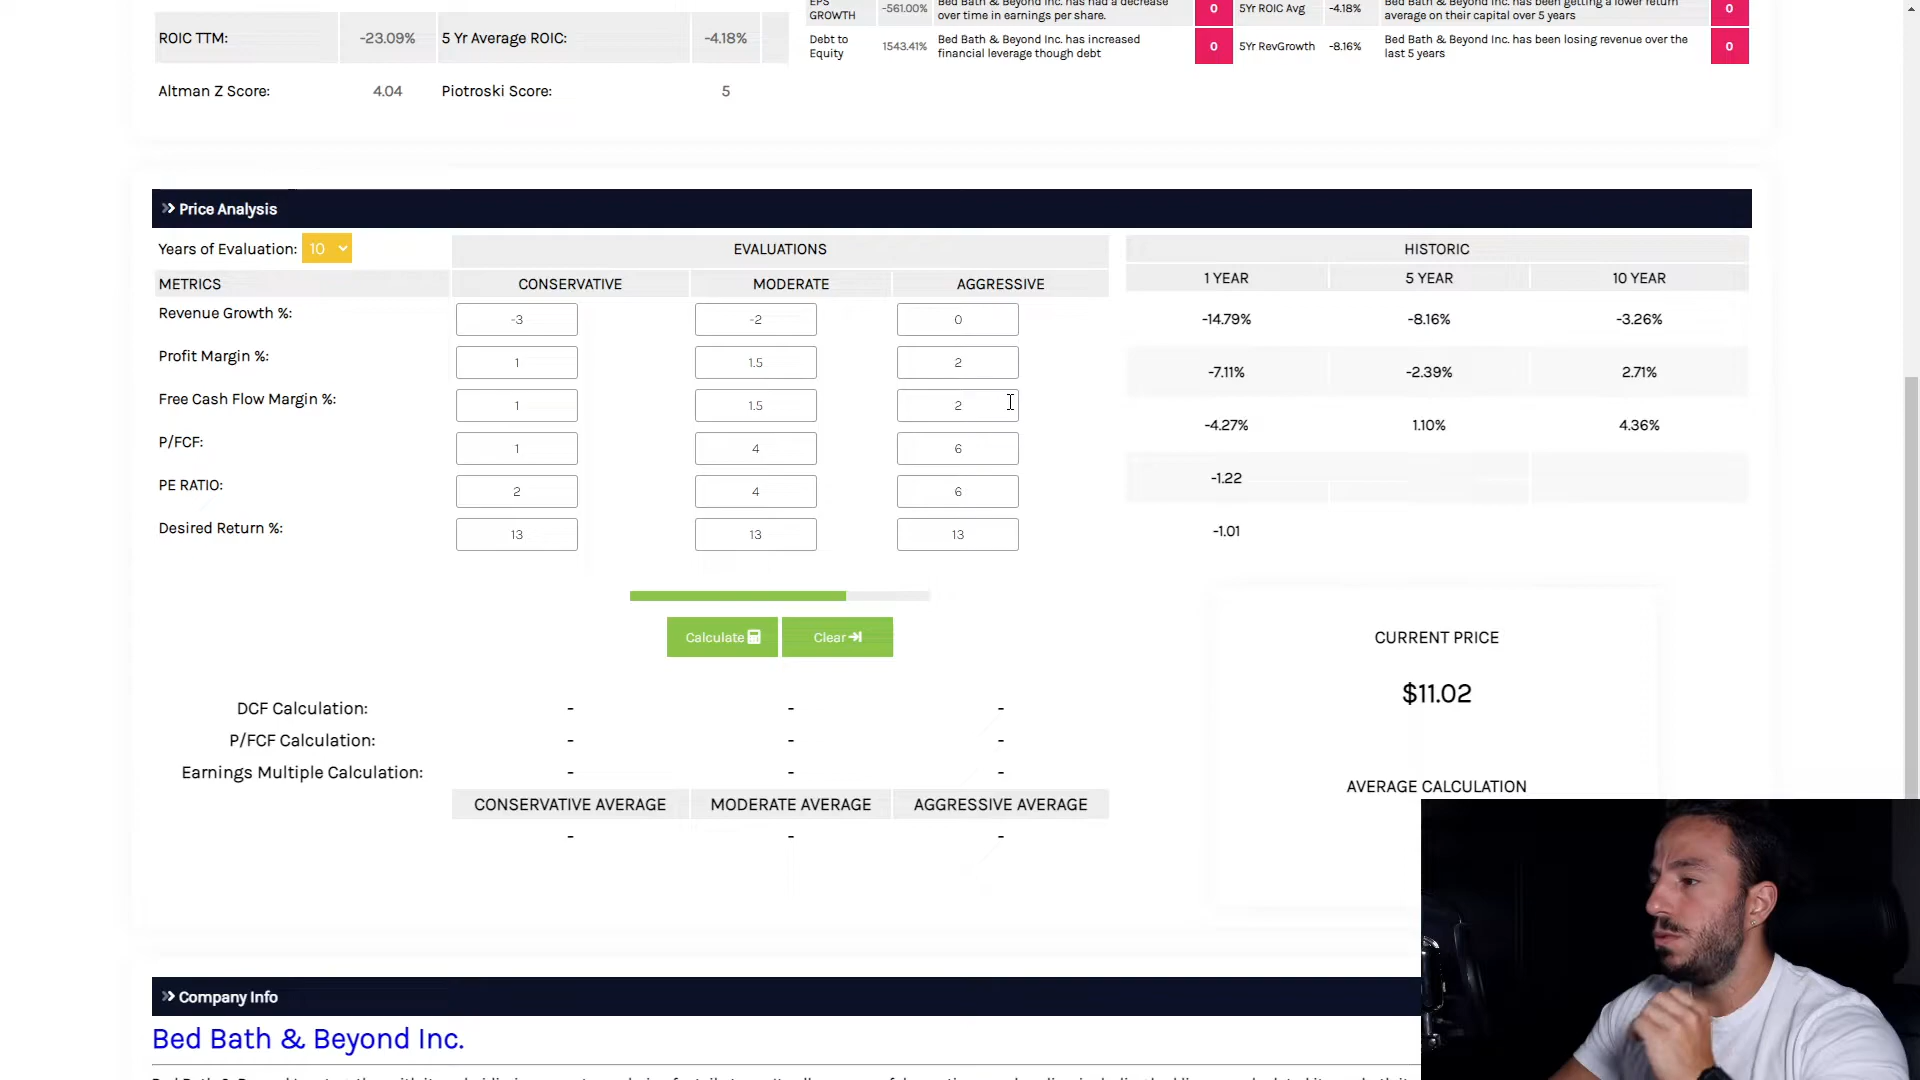 EPS GROWTH -561.00% Bed Bath & Beyond Inc. has had a decrease over time in earnings per share. 0 5Yr ROIC Avg -4.18% Bed Bath & Beyond Inc. has been getting a lower return average on their capital over 5 years 0
ROIC TTM: -23.09% 5 Yr Average ROIC: -4.18%
Debt to Equity 1543.41% Bed Bath & Beyond Inc. has increased financial leverage though debt 0 5Yr RevGrowth -8.16% Bed Bath & Beyond Inc. has been losing revenue over the last 5 years 0
Altman Z Score: 4.04 Piotroski Score: 5
Price Analysis
Years of Evaluation: 10 EVALUATIONS HISTORIC
METRICS CONSERVATIVE MODERATE AGGRESSIVE 1 YEAR 5 YEAR 10 YEAR
Revenue Growth %: -3 -2 0 -14.79% -8.16% -3.26%
Profit Margin %: 1 1.5 2 -7.11% -2.39% 2.71%
Free Cash Flow Margin %: 1 1.5 2 -4.27% 1.10% 4.36%
P/FCF: 1 4 6 -1.22
PE RATIO: 2 4 6 -1.01
Desired Return %: 13 13 13
Calculate Clear
CURRENT PRICE
$11.02
DCF Calculation: - - -
P/FCF Calculation: - - -
Earnings Multiple Calculation: - - -
AVERAGE CALCULATION
CONSERVATIVE AVERAGE MODERATE AVERAGE AGGRESSIVE AVERAGE
- - -
Company Info
Bed Bath & Beyond Inc.